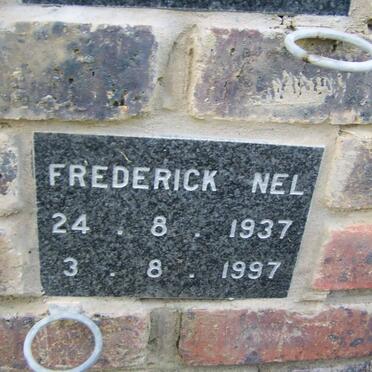 FREDERICK NEL
24 . 8 . 1937
3 . 8 . 1997